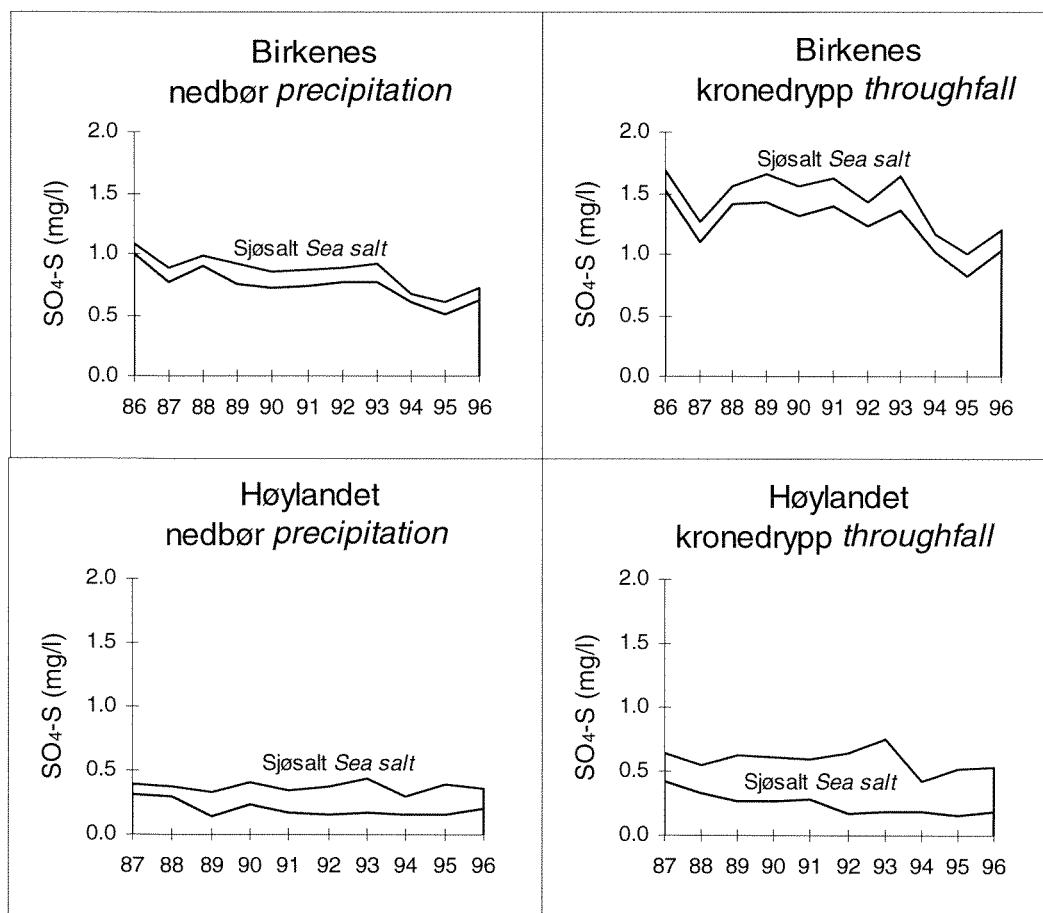 Birkenes
nedbør precipitation
SO₄-S (mg/l)
2.0
1.5
1.0
0.5
0.0
Sjøsalt Sea salt
86 87 88 89 90 91 92 93 94 95 96
Birkenes
kronedrypp throughfall
SO₄-S (mg/l)
2.0
1.5
1.0
0.5
0.0
Sjøsalt Sea salt
86 87 88 89 90 91 92 93 94 95 96
Høylandet
nedbør precipitation
SO₄-S (mg/l)
2.0
1.5
1.0
0.5
0.0
Sjøsalt Sea salt
87 88 89 90 91 92 93 94 95 96
Høylandet
kronedrypp throughfall
SO₄-S (mg/l)
2.0
1.5
1.0
0.5
0.0
Sjøsalt Sea salt
87 88 89 90 91 92 93 94 95 96